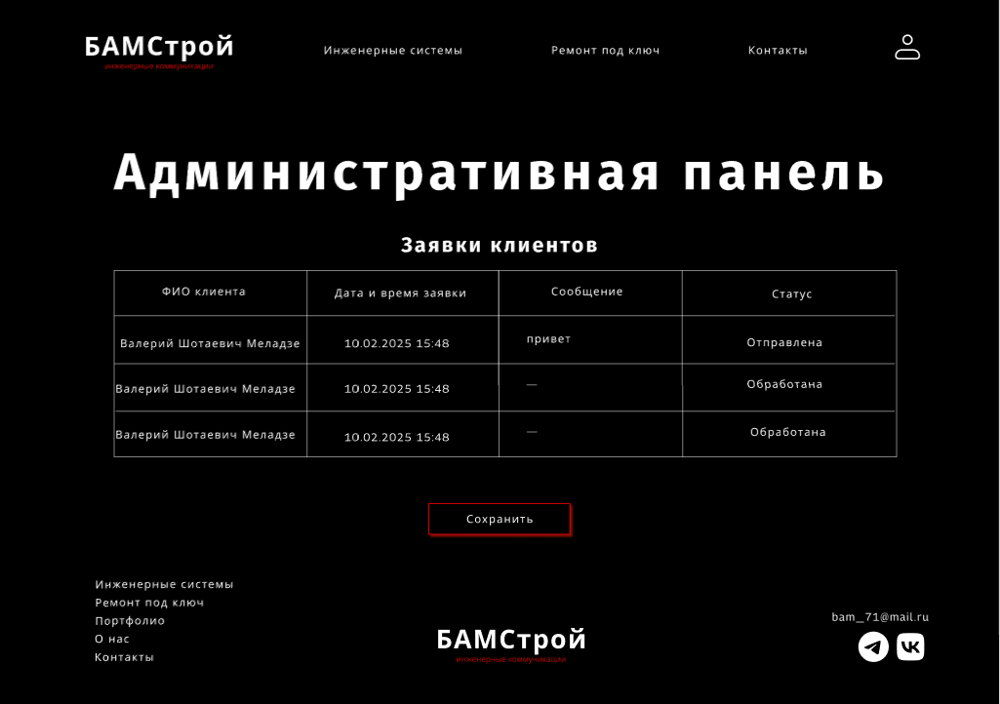 БАМСтрой
инженерные коммуникации
Инженерные системы
Ремонт под ключ
Контакты
Административная панель
Заявки клиентов
ФИО клиента Дата и время заявки Сообщение Статус
Валерий Шотаевич Меладзе 10.02.2025 15:48 привет Отправлена
Валерий Шотаевич Меладзе 10.02.2025 15:48 — Обработана
Валерий Шотаевич Меладзе 10.02.2025 15:48 — Обработана
Сохранить
Инженерные системы
Ремонт под ключ
Портфолио
О нас
Контакты
БАМСтрой
инженерные коммуникации
bam_71@mail.ru